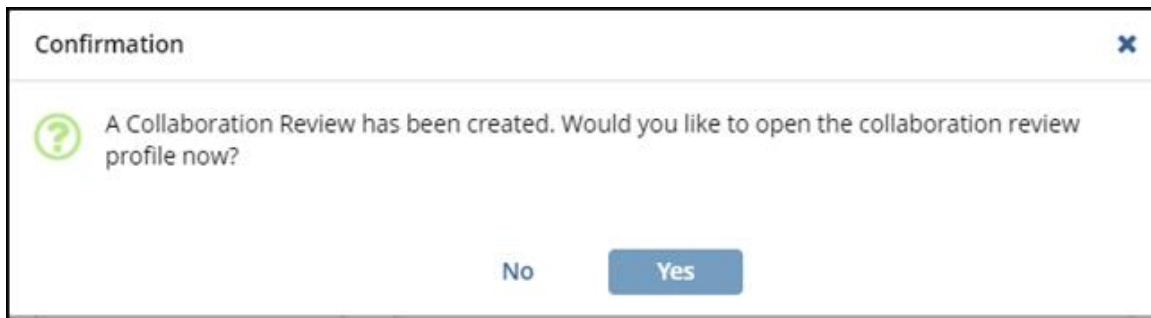 Confirmation
A Collaboration Review has been created. Would you like to open the collaboration review
profile now?
No
Yes